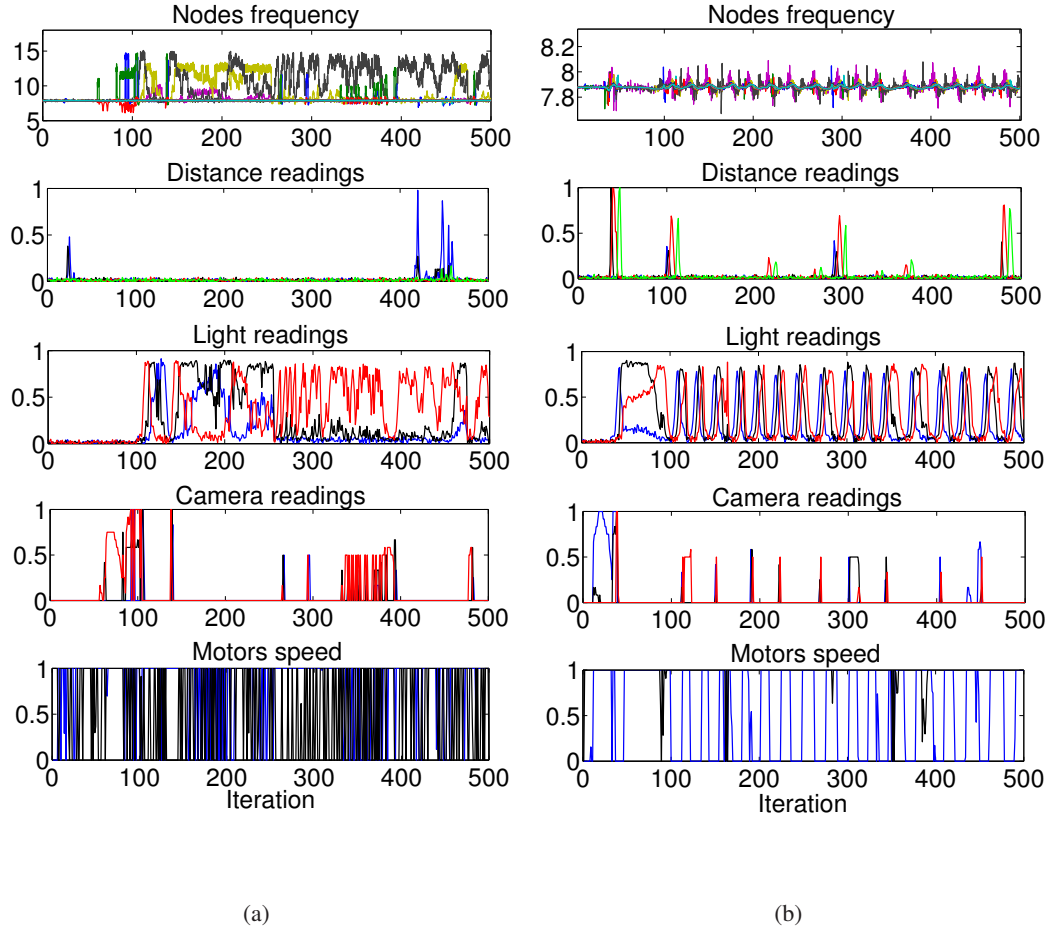 Nodes frequency
15
10
5
0 100 200 300 400 500
Distance readings
1
0.5
0
0 100 200 300 400 500
Light readings
1
0.5
0
0 100 200 300 400 500
Camera readings
1
0.5
0
0 100 200 300 400 500
Motors speed
1
0.5
0
0 100 200 300 400 500
Iteration
(a)
Nodes frequency
8.2
8
7.8
100 200 300 400 500
Distance readings
1
0.5
0
0 100 200 300 400 500
Light readings
1
0.5
0
0 100 200 300 400 500
Camera readings
1
0.5
0
0 100 200 300 400 500
Motors speed
1
0.5
0
0 100 200 300 400 500
Iteration
(b)